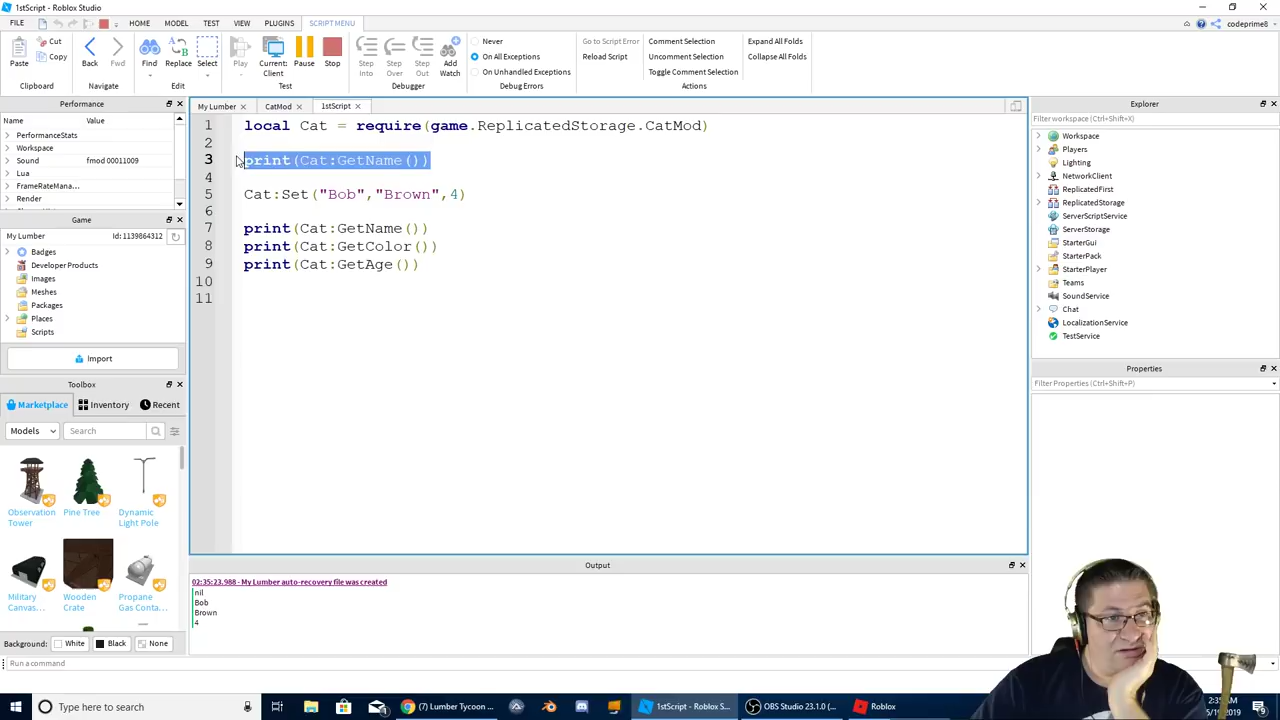 1stScript - Roblox Studio
FILE HOME MODEL TEST VIEW PLUGINS SCRIPT MENU codeprime8
Paste Cut Copy Back Fwd Find Replace Select Play Current: Client Pause Stop Step Into Step Over Step Out Add Watch
Never
On All Exceptions
On Unhandled Exceptions
Go to Script Error
Reload Script
Comment Selection
Uncomment Selection
Toggle Comment Selection
Expand All Folds
Collapse All Folds
Clipboard Navigate Edit Test Debugger Debug Errors Actions
Performance
Name Value
PerformanceStats
Workspace
Sound fmod 00011009
Lua
FrameRateMana...
Render
Game
My Lumber Id: 1139864312
Badges
Developer Products
Images
Meshes
Packages
Places
Scripts
Import
Toolbox
Marketplace Inventory Recent
Models Search
Observation Tower
Pine Tree
Dynamic Light Pole
Military Canvas...
Wooden Crate
Propane Gas Conta...
Background: White Black None
My Lumber CatMod 1stScript
1 local Cat = require(game.ReplicatedStorage.CatMod)
2
3 print(Cat:GetName())
4
5 Cat:Set("Bob","Brown",4)
6
7 print(Cat:GetName())
8 print(Cat:GetColor())
9 print(Cat:GetAge())
10
11
Output
02:35:23.988 - My Lumber auto-recovery file was created
nil
Bob
Brown
4
Explorer
Filter workspace (Ctrl+Shift+X)
Workspace
Players
Lighting
NetworkClient
ReplicatedFirst
ReplicatedStorage
ServerScriptService
ServerStorage
StarterGui
StarterPack
StarterPlayer
Teams
SoundService
Chat
LocalizationService
TestService
Properties
Filter Properties (Ctrl+Shift+P)
Run a command
Type here to search
(7) Lumber Tycoon ...
1stScript - Roblox S...
OBS Studio 23.1.0 (...
Roblox